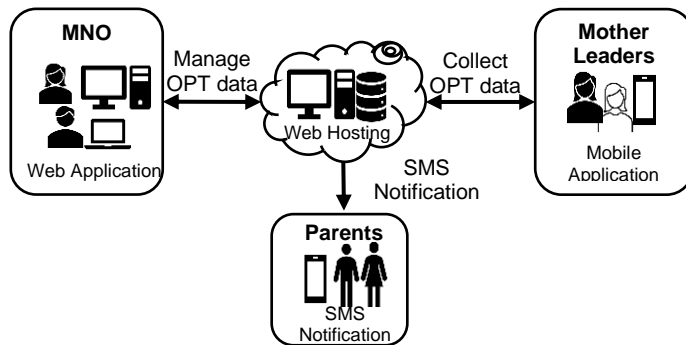 MNO
Web Application
Manage
OPT data
Web Hosting
Collect
OPT data
Mother
Leaders
Mobile
Application
SMS
Notification
Parents
SMS
Notification